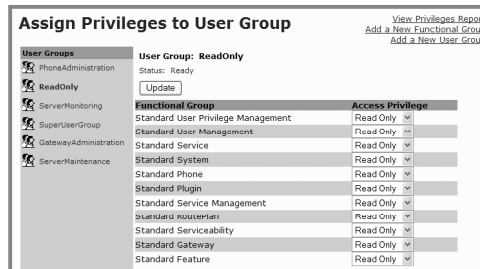 Assign Privileges to User Group
View Privileges Repor
Add a New Functional Grou
Add a New User Grou
User Groups
PhoneAdministration
ReadOnly
ServerMonitoring
SuperUserGroup
GatewayAdministration
ServerMaintenance
User Group: ReadOnly
Status: Ready
Update
Functional Group Access Privilege
Standard User Privilege Management Read Only
Standard User Management Read Only
Standard Service Read Only
Standard System Read Only
Standard Phone Read Only
Standard Plugin Read Only
Standard Service Management Read Only
Standard RoutePlan Read Only
Standard Serviceability Read Only
Standard Gateway Read Only
Standard Feature Read Only